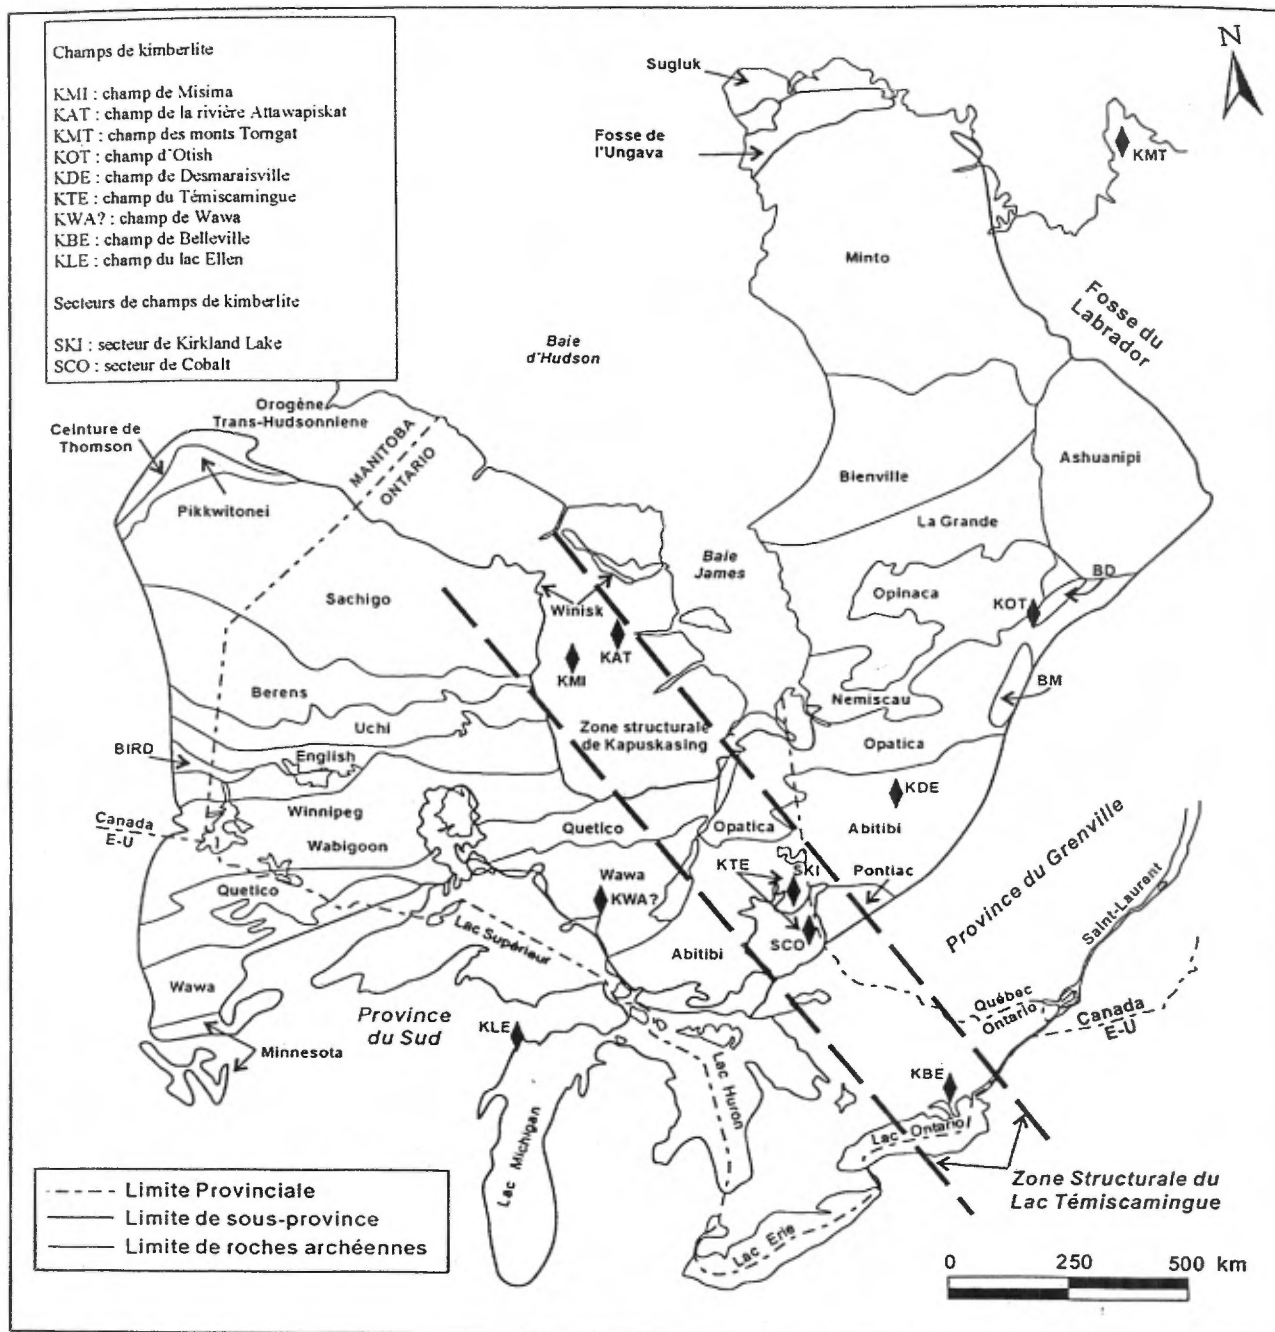 Champs de kimberlite
KMI : champ de Misima
KAT : champ de la rivière Attawapiskat
KMT : champ des monts Torngat
KOT : champ d'Otish
KDE : champ de Desmaraisville
KTE : champ du Témiscamingue
KWA? : champ de Wawa
KBE : champ de Belleville
KLE : champ du lac Ellen
Secteurs de champs de kimberlite
SKI : secteur de Kirkland Lake
SCO : secteur de Cobalt
N
Sugluk
Fosse de
l'Ungava
KMT
Minto
Fosse du
Labrador
Baie
d'Hudson
Orogène
Trans-Hudsonniene
Ceinture de
Thomson
MANITOBA
ONTARIO
Pikkwitonei
Bienville
Ashuanipi
La Grande
Baie
James
Sachigo
Winisk
Opinaca
BD
KOT
KAT
KMI
BM
Berens
Nemiscau
Uchi
Zone structurale
de Kapuskasing
Opatica
BIRD
English
KDE
Winnipeg
Canada
E-U
Wabigoon
Quetico
Opatica
Abitibi
KTE
SKI
Pontiac
Quetico
Wawa
KWA?
Province du Grenville
Saint-Laurent
Lac Supérieur
SCO
Abitibi
Wawa
Québec
Ontario
Canada
E-U
Province
du Sud
KLE
Minnesota
Lac Huron
KBE
Lac Michigan
Lac Ontario
Zone Structurale du
Lac Témiscamingue
Lac Erie
Limite Provinciale
Limite de sous-province
Limite de roches archéennes
0 250 500 km